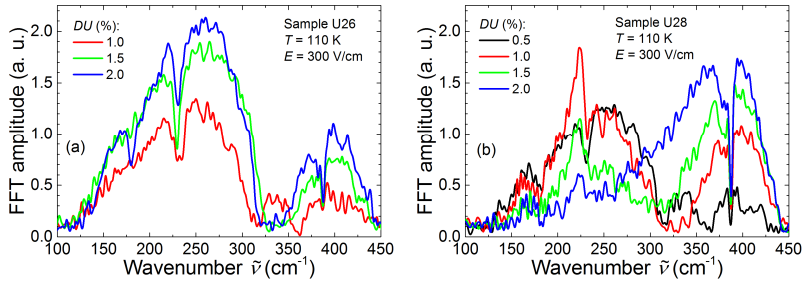 DU (%):
1.0
1.5
2.0
Sample U26
T = 110 K
E = 300 V/cm
(a)
FFT amplitude (a. u.)
2.0
1.5
1.0
0.5
0.0
100 150 200 250 300 350 400 450
Wavenumber ν̃ (cm⁻¹)
DU (%):
0.5
1.0
1.5
2.0
Sample U28
T = 110 K
E = 300 V/cm
(b)
FFT amplitude (a. u.)
2.0
1.5
1.0
0.5
0.0
100 150 200 250 300 350 400 450
Wavenumber ν̃ (cm⁻¹)